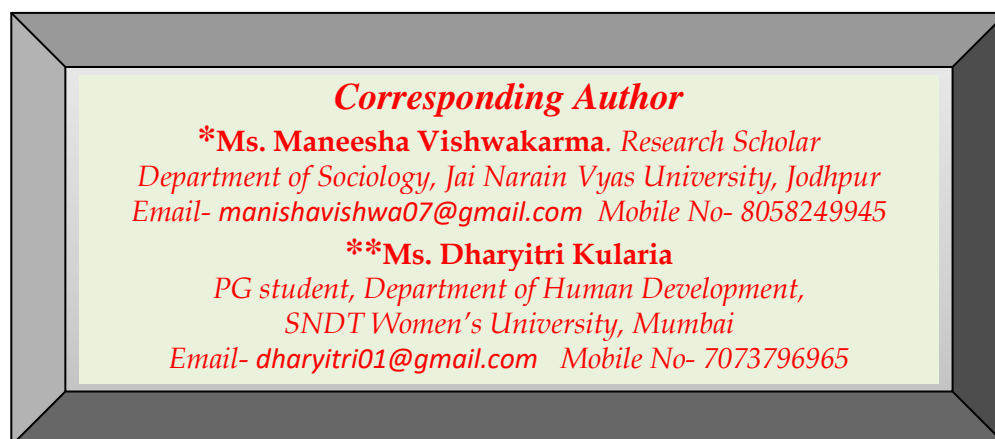 Corresponding Author
*Ms. Maneesha Vishwakarma. Research Scholar
Department of Sociology, Jai Narain Vyas University, Jodhpur
Email- manishavishwa07@gmail.com Mobile No- 8058249945
**Ms. Dharyitri Kularia
PG student, Department of Human Development,
SNDT Women’s University, Mumbai
Email- dharyitri01@gmail.com Mobile No- 7073796965